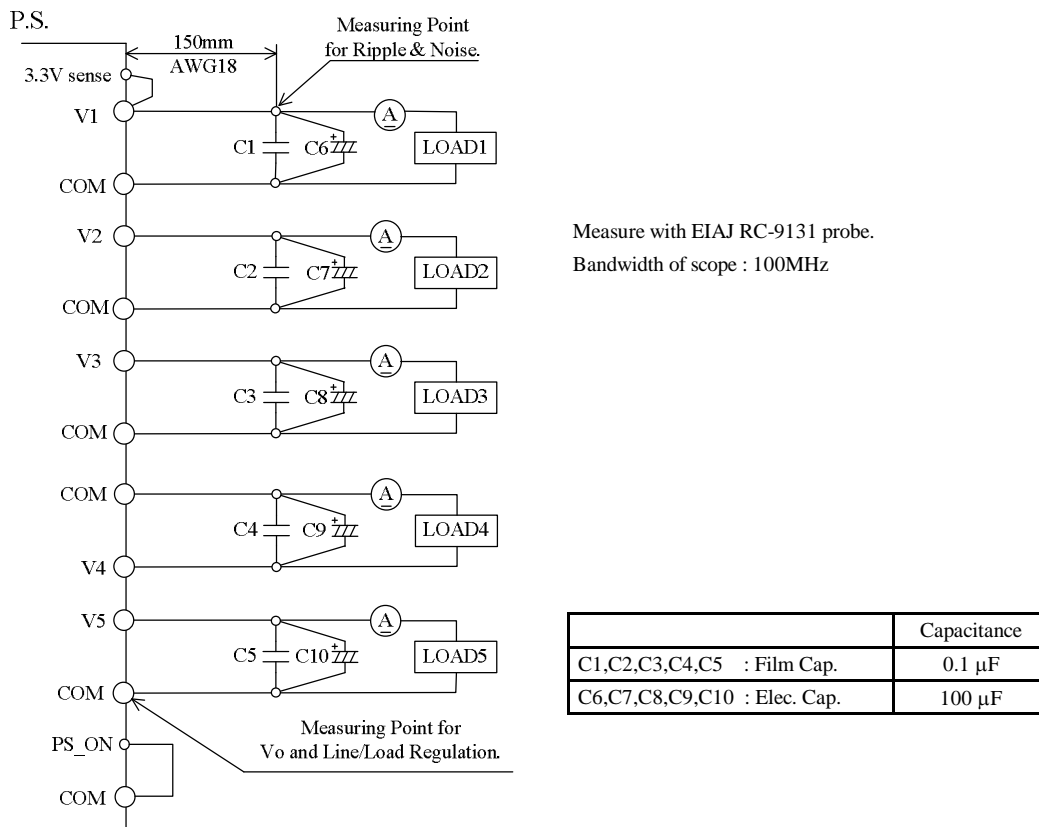 P.S.
Measuring Point
for Ripple & Noise.
150mm
AWG18
3.3V sense
V1
A
C1
C6
+
LOAD1
COM
V2
A
C2
C7
+
LOAD2
COM
Measure with EIAJ RC-9131 probe.
Bandwidth of scope : 100MHz
V3
A
C3
C8
+
LOAD3
COM
COM
A
C4
C9
+
LOAD4
V4
V5
A
C5
C10
+
LOAD5
COM
Measuring Point for
Vo and Line/Load Regulation.
PS_ON
COM
Capacitance
C1,C2,C3,C4,C5 : Film Cap. 0.1 μF
C6,C7,C8,C9,C10 : Elec. Cap. 100 μF